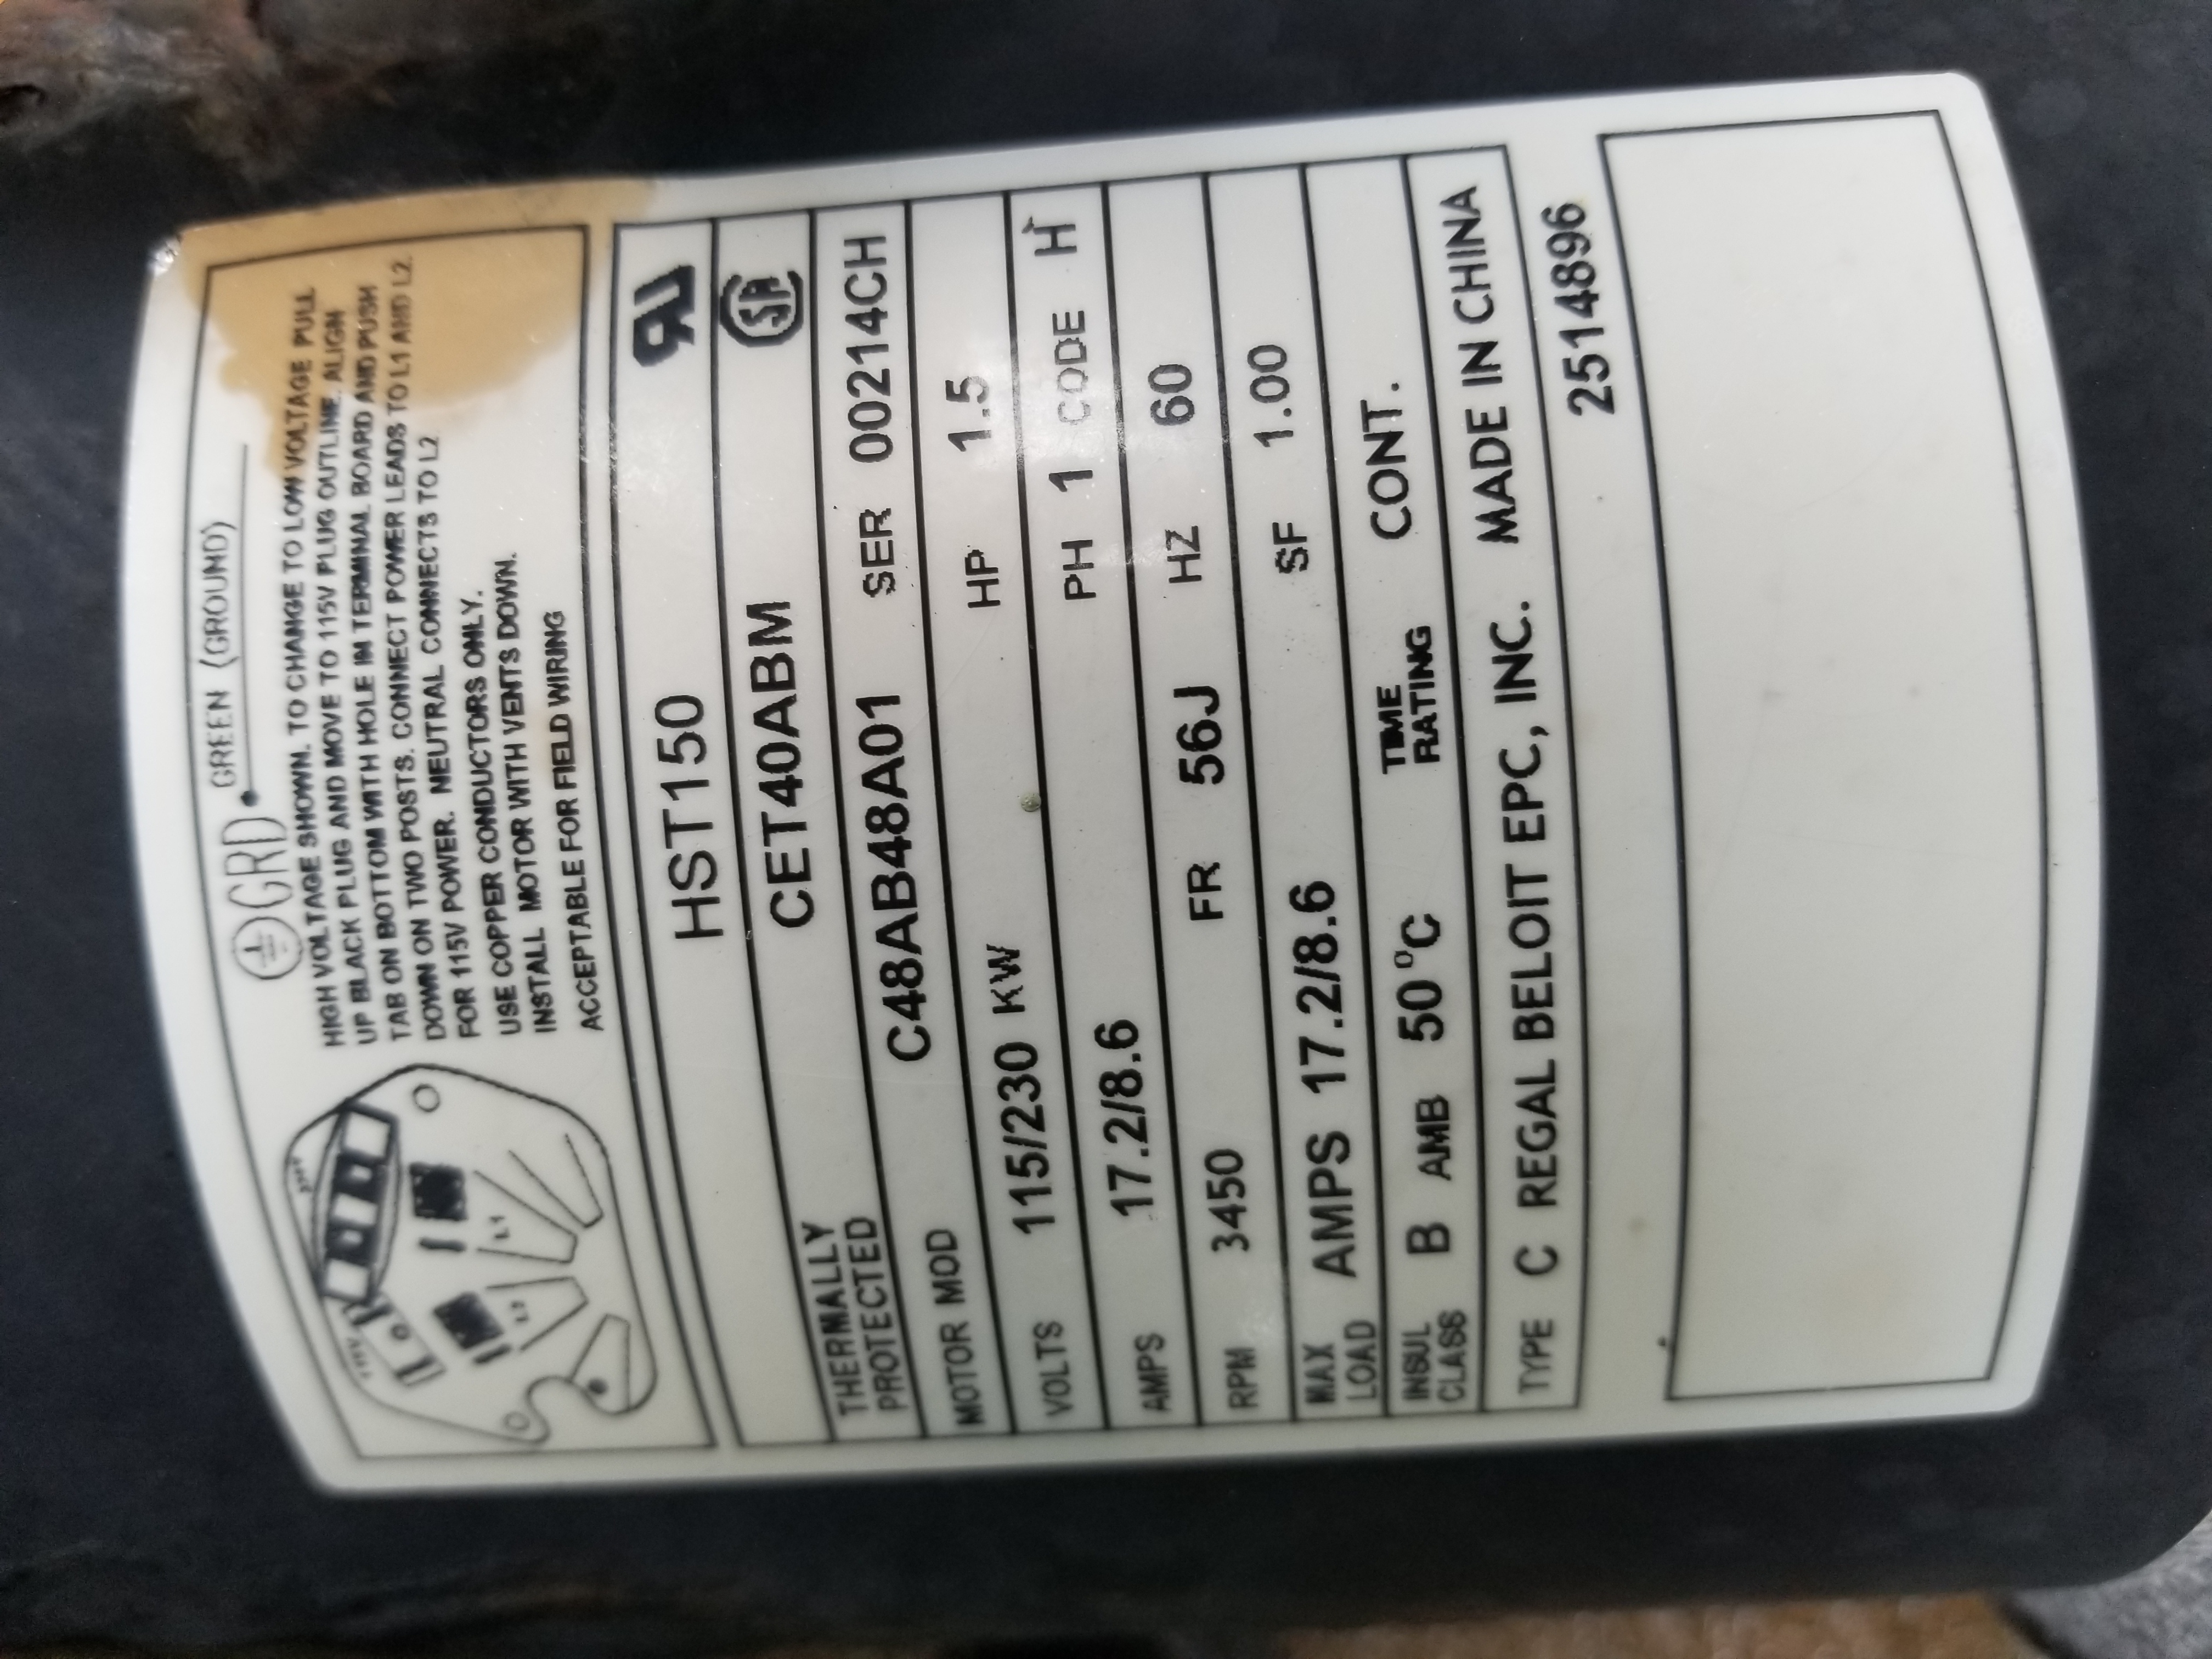 GRD GREEN (GROUND)
HIGH VOLTAGE SHOWN. TO CHANGE TO LOW VOLTAGE PULL
UP BLACK PLUG AND MOVE TO 115V PLUG OUTLINE. ALIGN
TAB ON BOTTOM WITH HOLE IN TERMINAL BOARD AND PUSH
DOWN ON TWO POSTS. CONNECT POWER LEADS TO L1 AND L2.
FOR 115V POWER. NEUTRAL CONNECTS TO L2
USE COPPER CONDUCTORS ONLY.
INSTALL MOTOR WITH VENTS DOWN.
ACCEPTABLE FOR FIELD WIRING
115V
L1
L2
HST150
CET40ABM SA
THERMALLY PROTECTED C48AB48A01 SER 00214CH
MOTOR MOD HP 1.5
VOLTS 115/230 KW PH 1 CODE H
AMPS 17.2/8.6 HZ 60
RPM 3450 FR 56J SF 1.00
MAX LOAD AMPS 17.2/8.6 TIME RATING CONT.
INSUL CLASS B AMB 50°C
TYPE C REGAL BELOIT EPC, INC. MADE IN CHINA
2514896